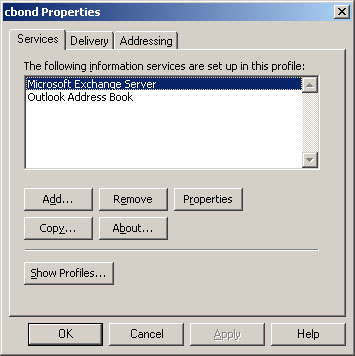 cbond Properties
Services Delivery Addressing
The following information services are set up in this profile:
Microsoft Exchange Server
Outlook Address Book
Add... Remove Properties
Copy... About...
Show Profiles...
OK Cancel Apply Help